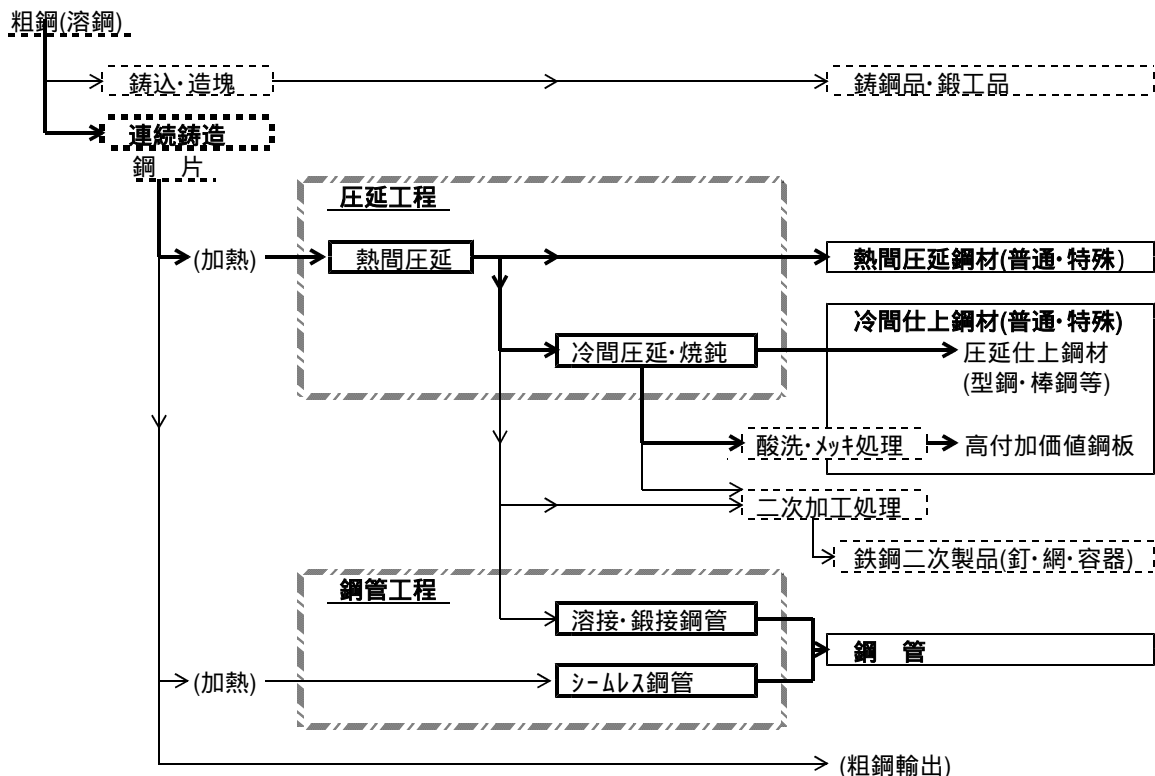 粗鋼(溶鋼)
鋳込・造塊
鋳鋼品・鍛工品
連続鋳造
鋼　片
圧延工程
(加熱)
熱間圧延
熱間圧延鋼材(普通・特殊)
冷間仕上鋼材(普通・特殊)
冷間圧延・焼鈍
圧延仕上鋼材
(型鋼・棒鋼等)
酸洗・ﾒｯｷ処理
高付加価値鋼板
二次加工処理
鉄鋼二次製品(釘・網・容器)
鋼管工程
溶接・鍛接鋼管
鋼　管
(加熱)
ｼｰﾑﾚｽ鋼管
(粗鋼輸出)